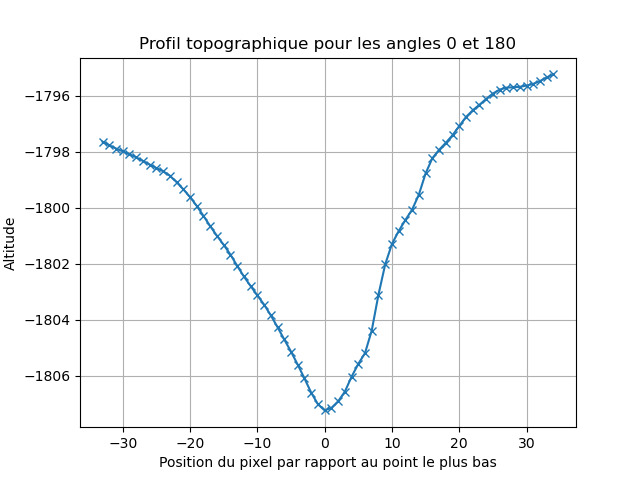 Profil topographique pour les angles 0 et 180
Altitude
−1796
−1798
−1800
−1802
−1804
−1806
−30 −20 −10 0 10 20 30
Position du pixel par rapport au point le plus bas